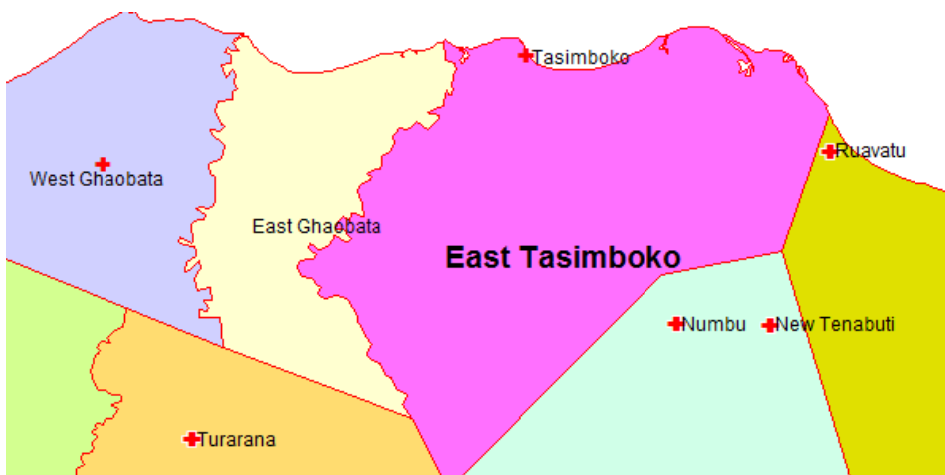 Tasimboko
Ruavatu
West Ghaobata
East Ghaobata
East Tasimboko
Numbu
New Tenabuti
Turarana